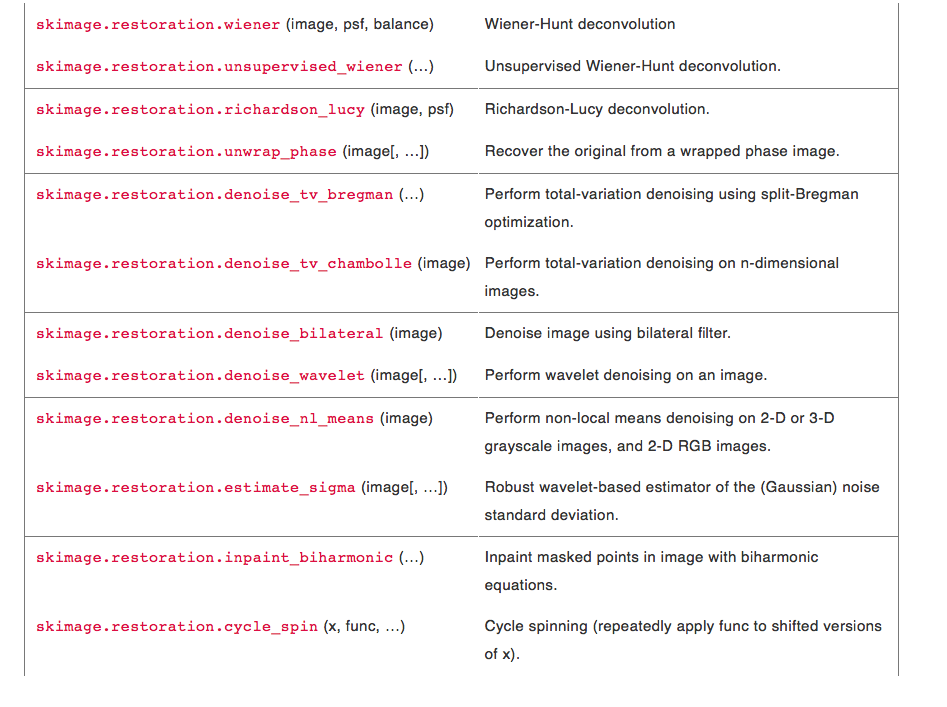 skimage.restoration.wiener (image, psf, balance) Wiener-Hunt deconvolution
skimage.restoration.unsupervised_wiener (...) Unsupervised Wiener-Hunt deconvolution.
skimage.restoration.richardson_lucy (image, psf) Richardson-Lucy deconvolution.
skimage.restoration.unwrap_phase (image[, ...]) Recover the original from a wrapped phase image.
skimage.restoration.denoise_tv_bregman (...) Perform total-variation denoising using split-Bregman
optimization.
skimage.restoration.denoise_tv_chambolle (image) Perform total-variation denoising on n-dimensional
images.
skimage.restoration.denoise_bilateral (image) Denoise image using bilateral filter.
skimage.restoration.denoise_wavelet (image[, ...]) Perform wavelet denoising on an image.
skimage.restoration.denoise_nl_means (image) Perform non-local means denoising on 2-D or 3-D
grayscale images, and 2-D RGB images.
skimage.restoration.estimate_sigma (image[, ...]) Robust wavelet-based estimator of the (Gaussian) noise
standard deviation.
skimage.restoration.inpaint_biharmonic (...) Inpaint masked points in image with biharmonic
equations.
skimage.restoration.cycle_spin (x, func, ...) Cycle spinning (repeatedly apply func to shifted versions
of x).